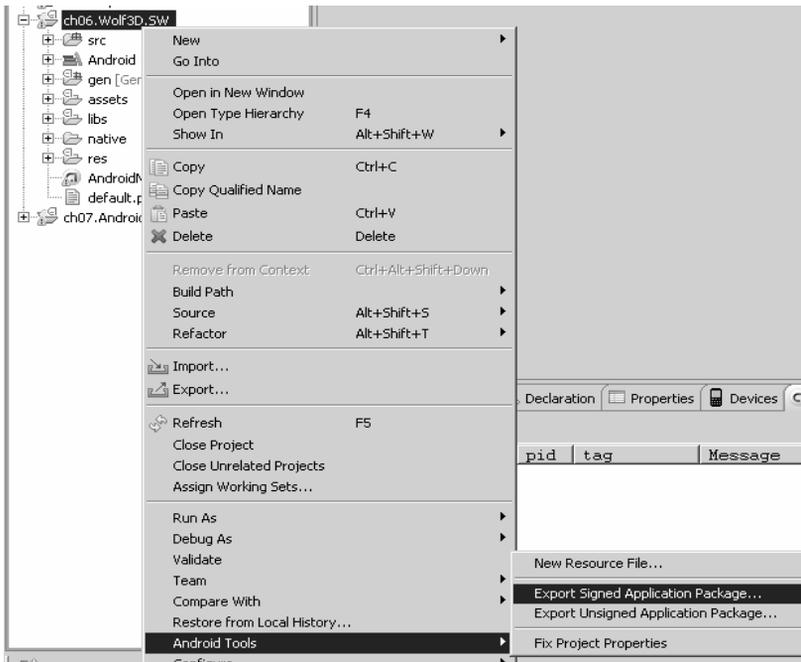 ch06.Wolf3D.SW
src
Android
gen [Ger
assets
libs
native
res
AndroidM
default.p
ch07.Androic
New
Go Into
Open in New Window
Open Type Hierarchy F4
Show In Alt+Shift+W
Copy Ctrl+C
Copy Qualified Name
Paste Ctrl+V
Delete Delete
Remove from Context Ctrl+Alt+Shift+Down
Build Path
Source Alt+Shift+S
Refactor Alt+Shift+T
Import...
Export...
Refresh F5
Close Project
Close Unrelated Projects
Assign Working Sets...
Run As
Debug As
Validate
Team
Compare With
Restore from Local History...
Android Tools
Configure
Declaration Properties Devices
pid tag Message
New Resource File...
Export Signed Application Package...
Export Unsigned Application Package...
Fix Project Properties